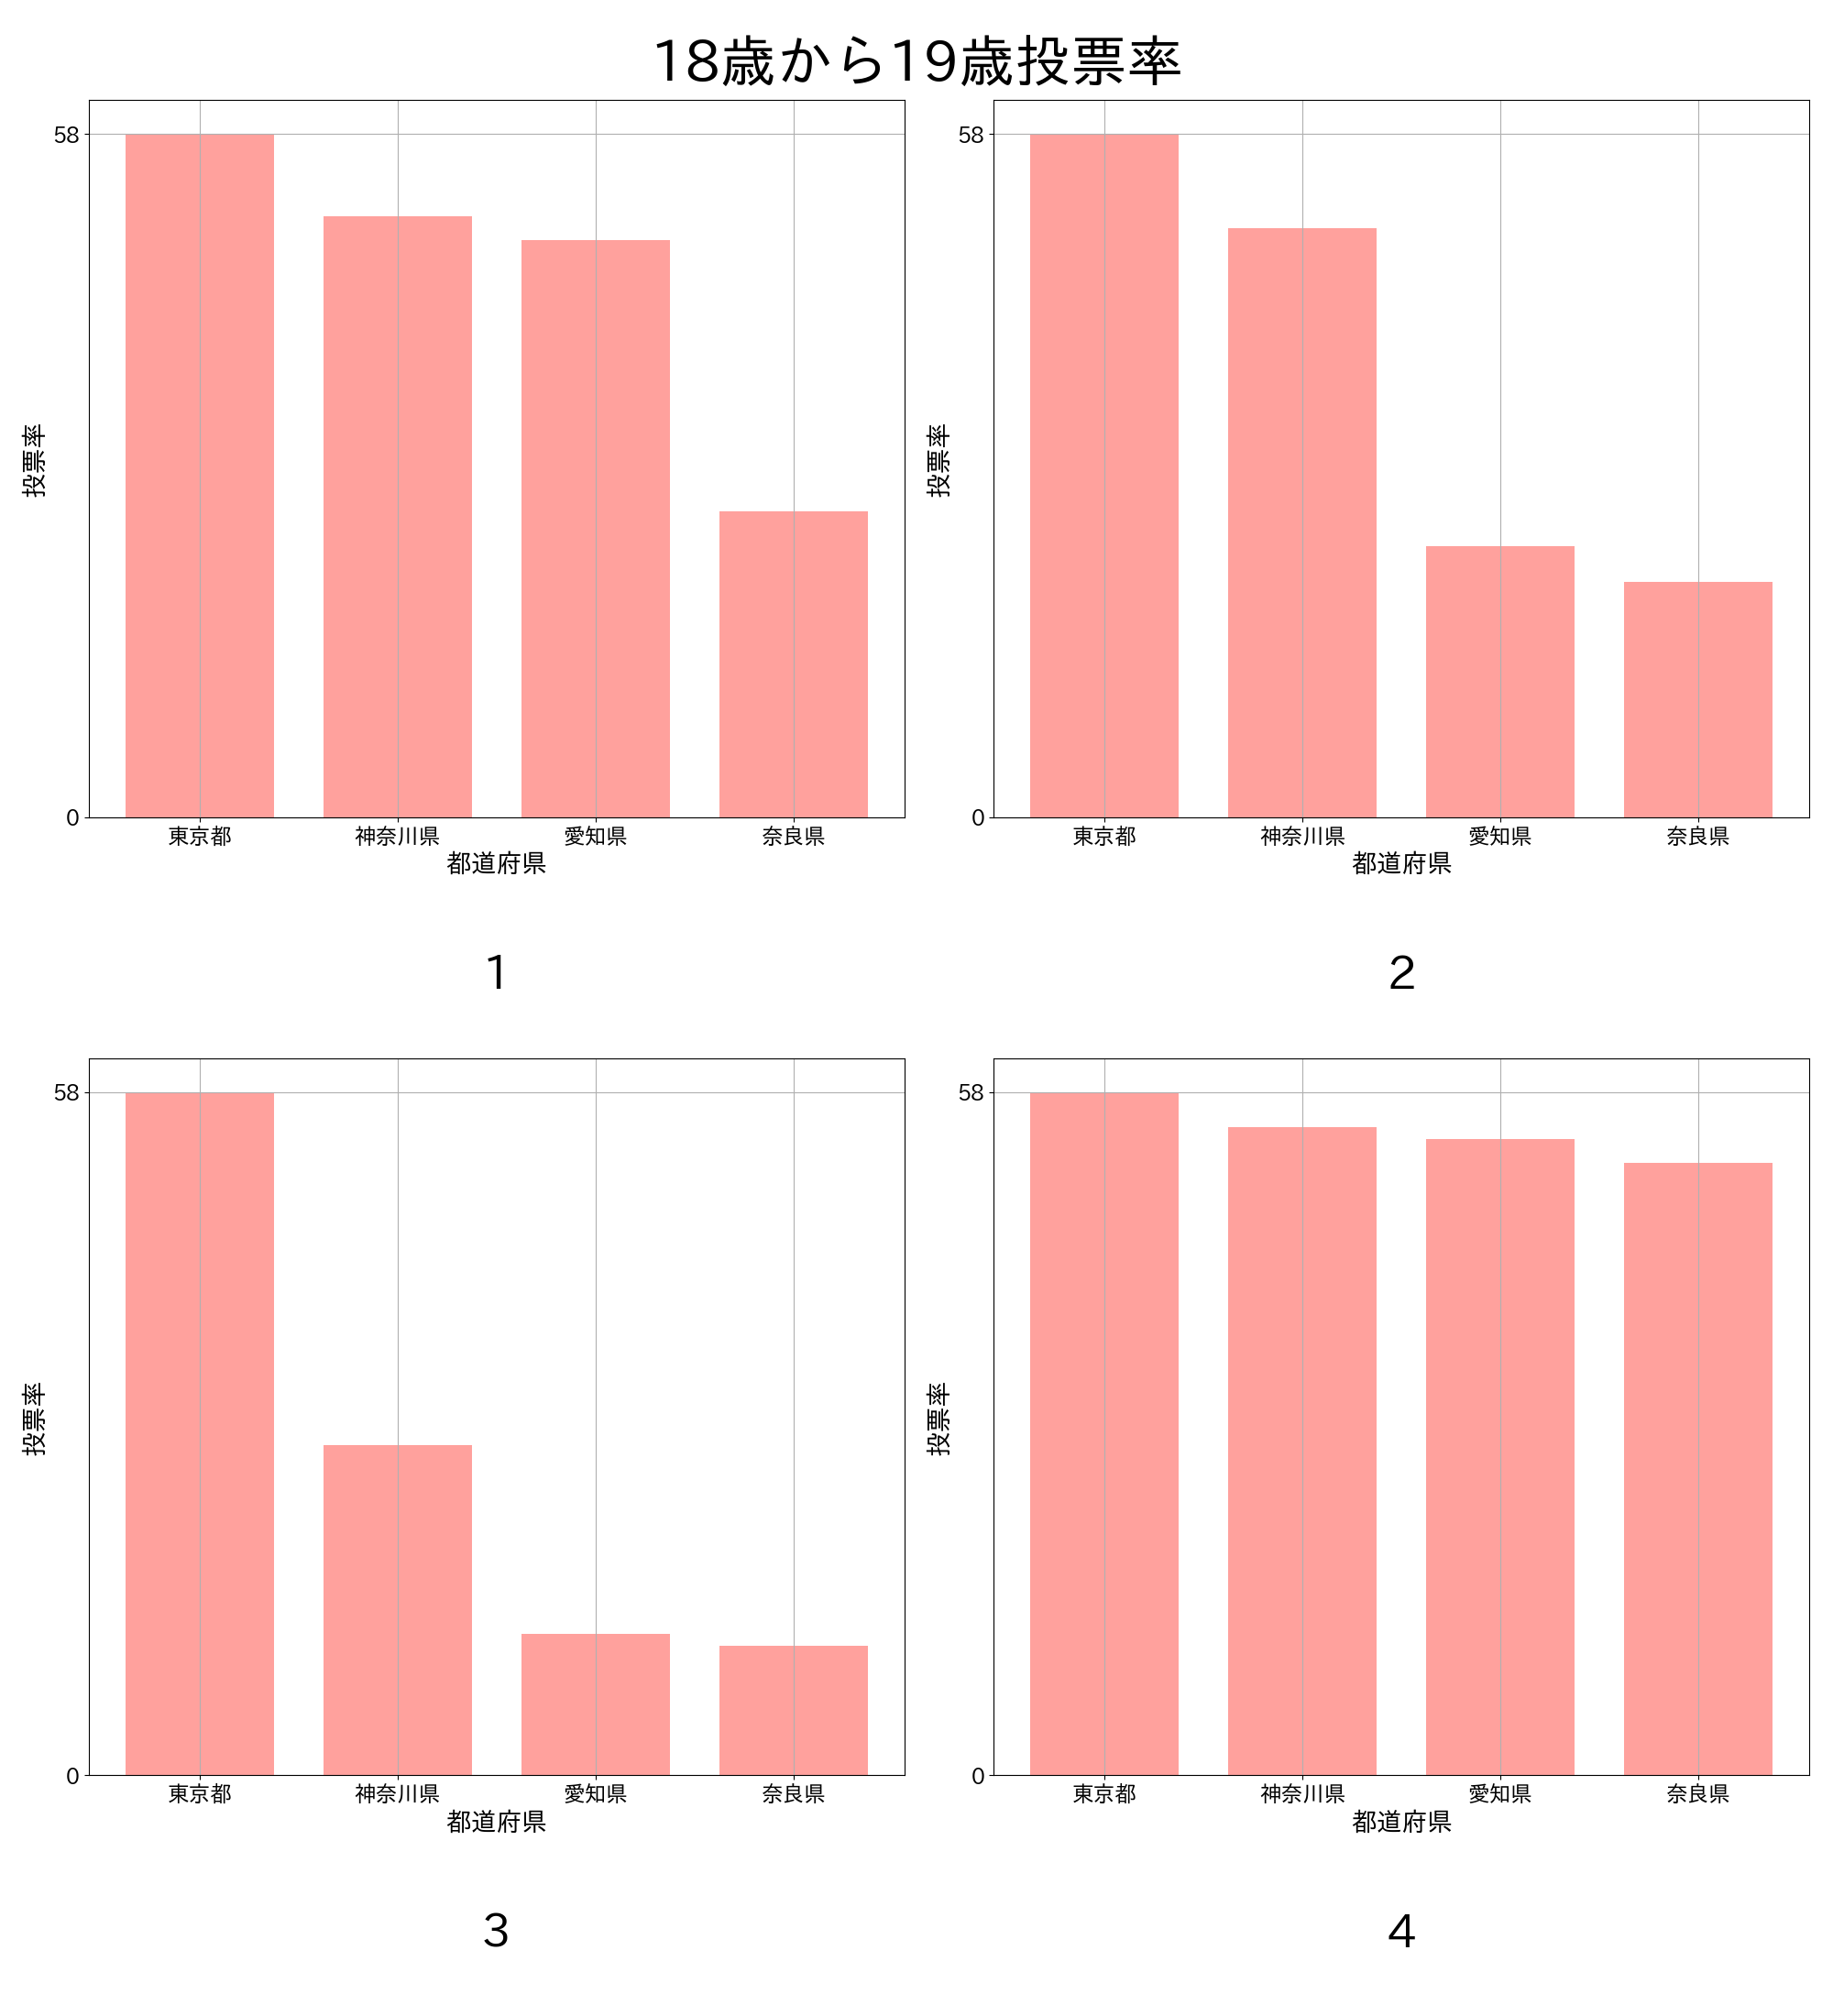 18歳から19歳投票率
58
0
投票率
東京都 神奈川県 愛知県 奈良県
都道府県
1
58
0
投票率
東京都 神奈川県 愛知県 奈良県
都道府県
2
58
0
投票率
東京都 神奈川県 愛知県 奈良県
都道府県
3
58
0
投票率
東京都 神奈川県 愛知県 奈良県
都道府県
4